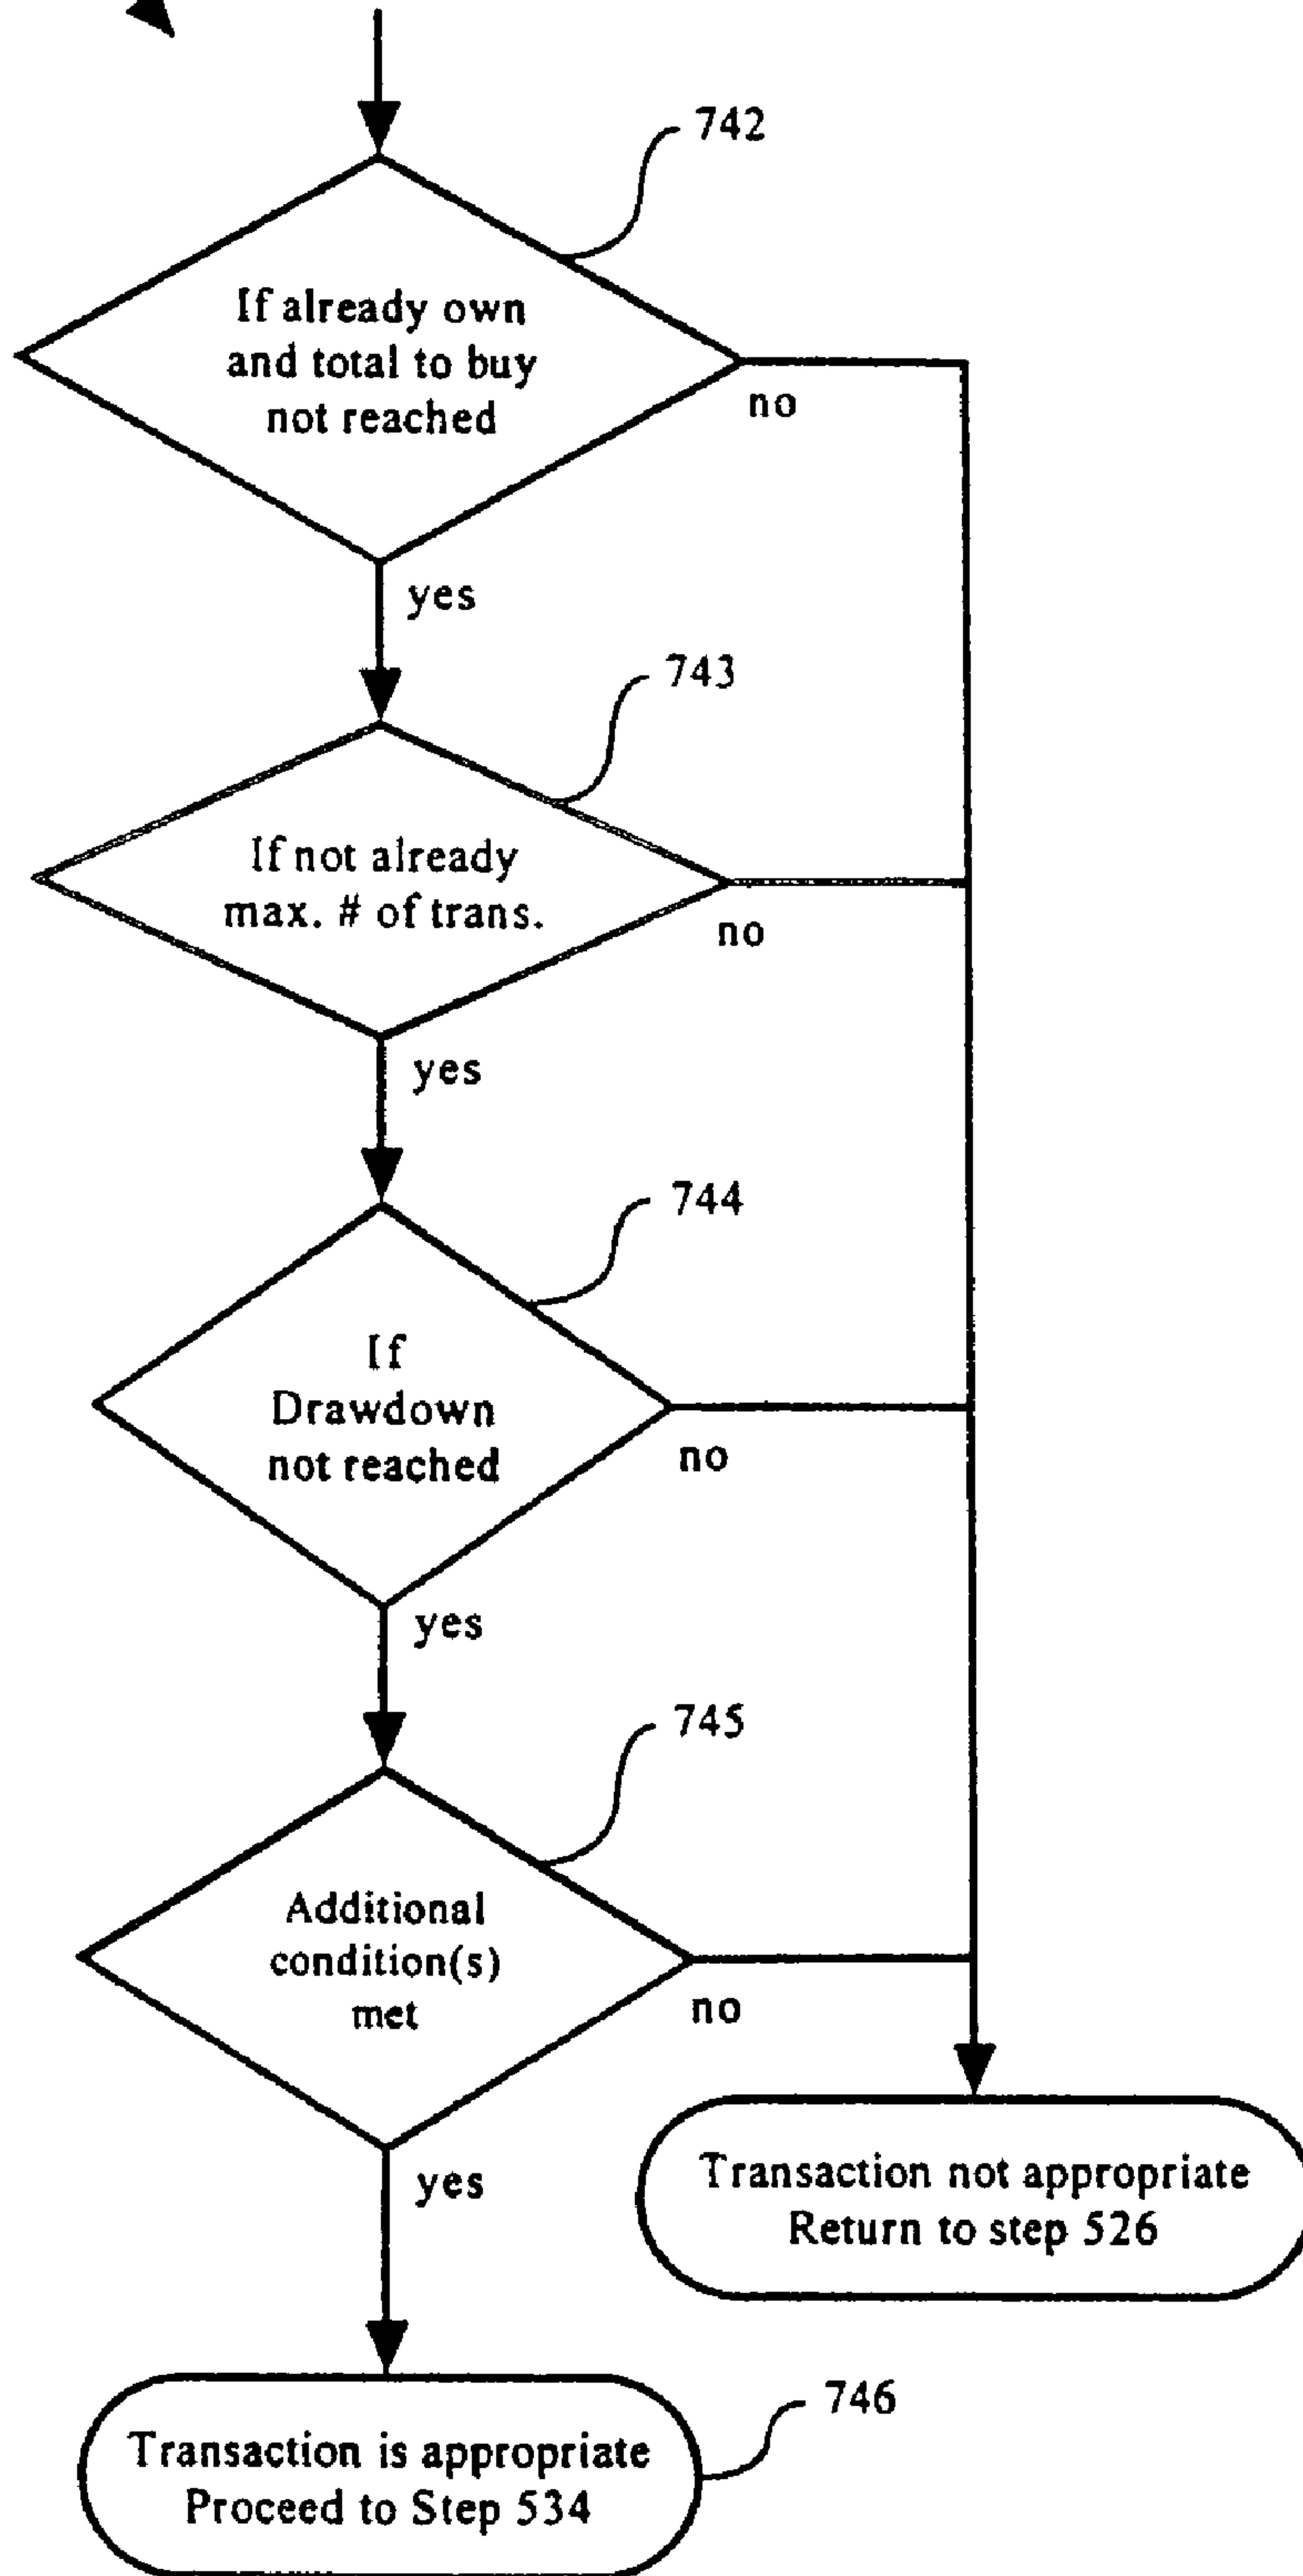 742
If already own
and total to buy
not reached
no
yes
743
If not already
max. # of trans.
no
yes
744
If
Drawdown
not reached
no
yes
745
Additional
condition(s)
met
no
yes
Transaction not appropriate
Return to step 526
746
Transaction is appropriate
Proceed to Step 534